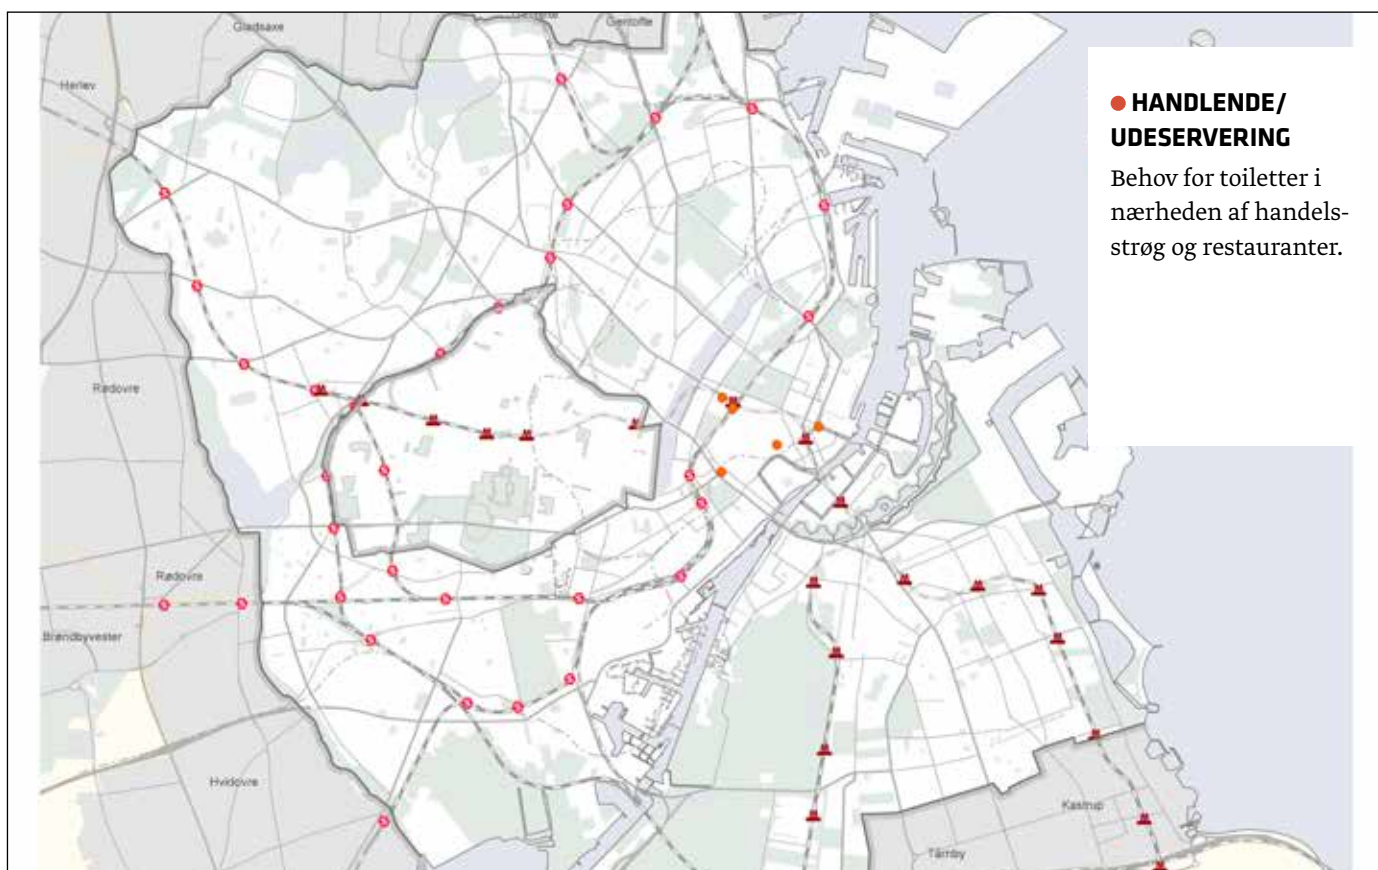 Gladsaxe
Gentofte
Herlev
● HANDLENDE/
UDESERVERING
Behov for toiletter i
nærheden af handels-
strøg og restauranter.
Rødovre
Rødovre
Brøndbyvester
Hvidovre
Kastrup
Tårnby